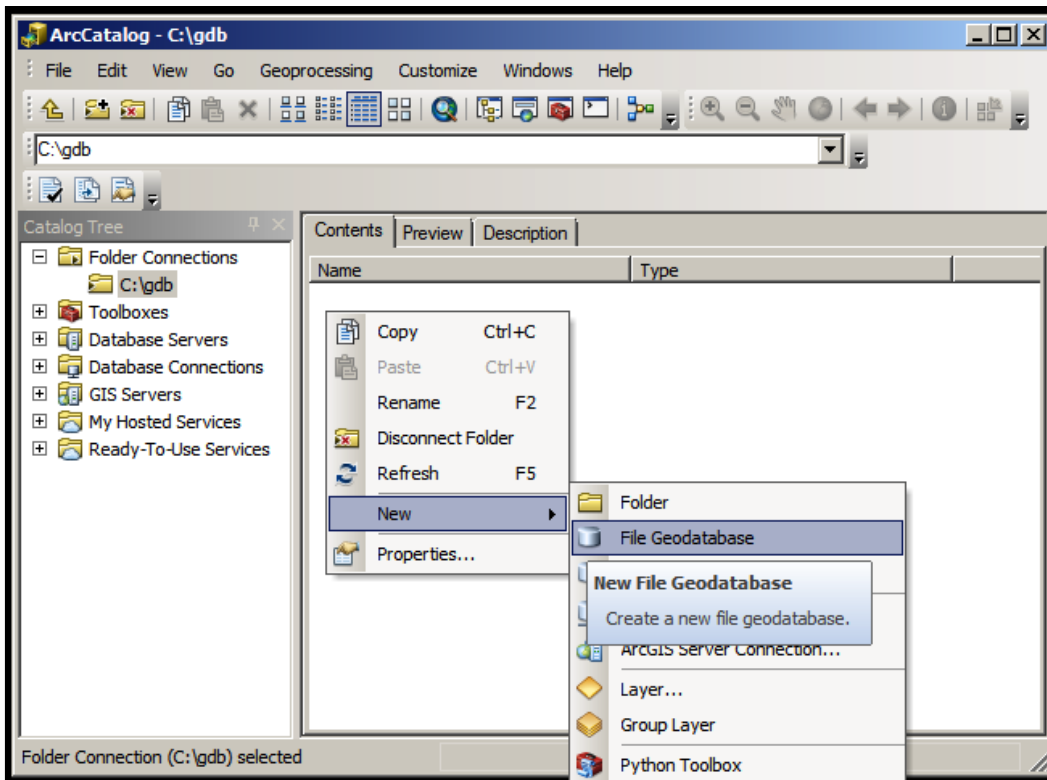 ArcCatalog - C:\gdb
File Edit View Go Geoprocessing Customize Windows Help
C:\gdb
Catalog Tree
Folder Connections
C:\gdb
Toolboxes
Database Servers
Database Connections
GIS Servers
My Hosted Services
Ready-To-Use Services
Contents Preview Description
Name Type
Copy Ctrl+C
Paste Ctrl+V
Rename F2
Disconnect Folder
Refresh F5
New
Properties...
Folder
File Geodatabase
New File Geodatabase
Create a new file geodatabase.
ArcGIS Server Connection...
Layer...
Group Layer
Python Toolbox
Folder Connection (C:\gdb) selected